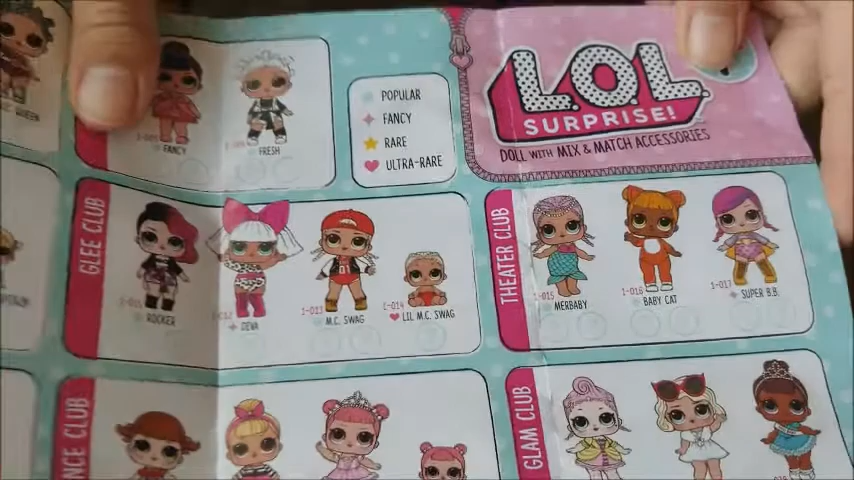 QUEEN
FANCY
FRESH
POPULAR
FANCY
RARE
ULTRA-RARE
L.O.L.
SURPRISE!
DOLL WITH MIX & MATCH ACCESSORIES
GLEE CLUB
ROCKER
DIVA
1-013
M.C. SWAG
1-014
LIL M.C. SWAG
THEATER CLUB
1-015
MERBABY
1-016
BABY CAT
1-017
SUPER B.B.
CLUB
GLAM CLUB